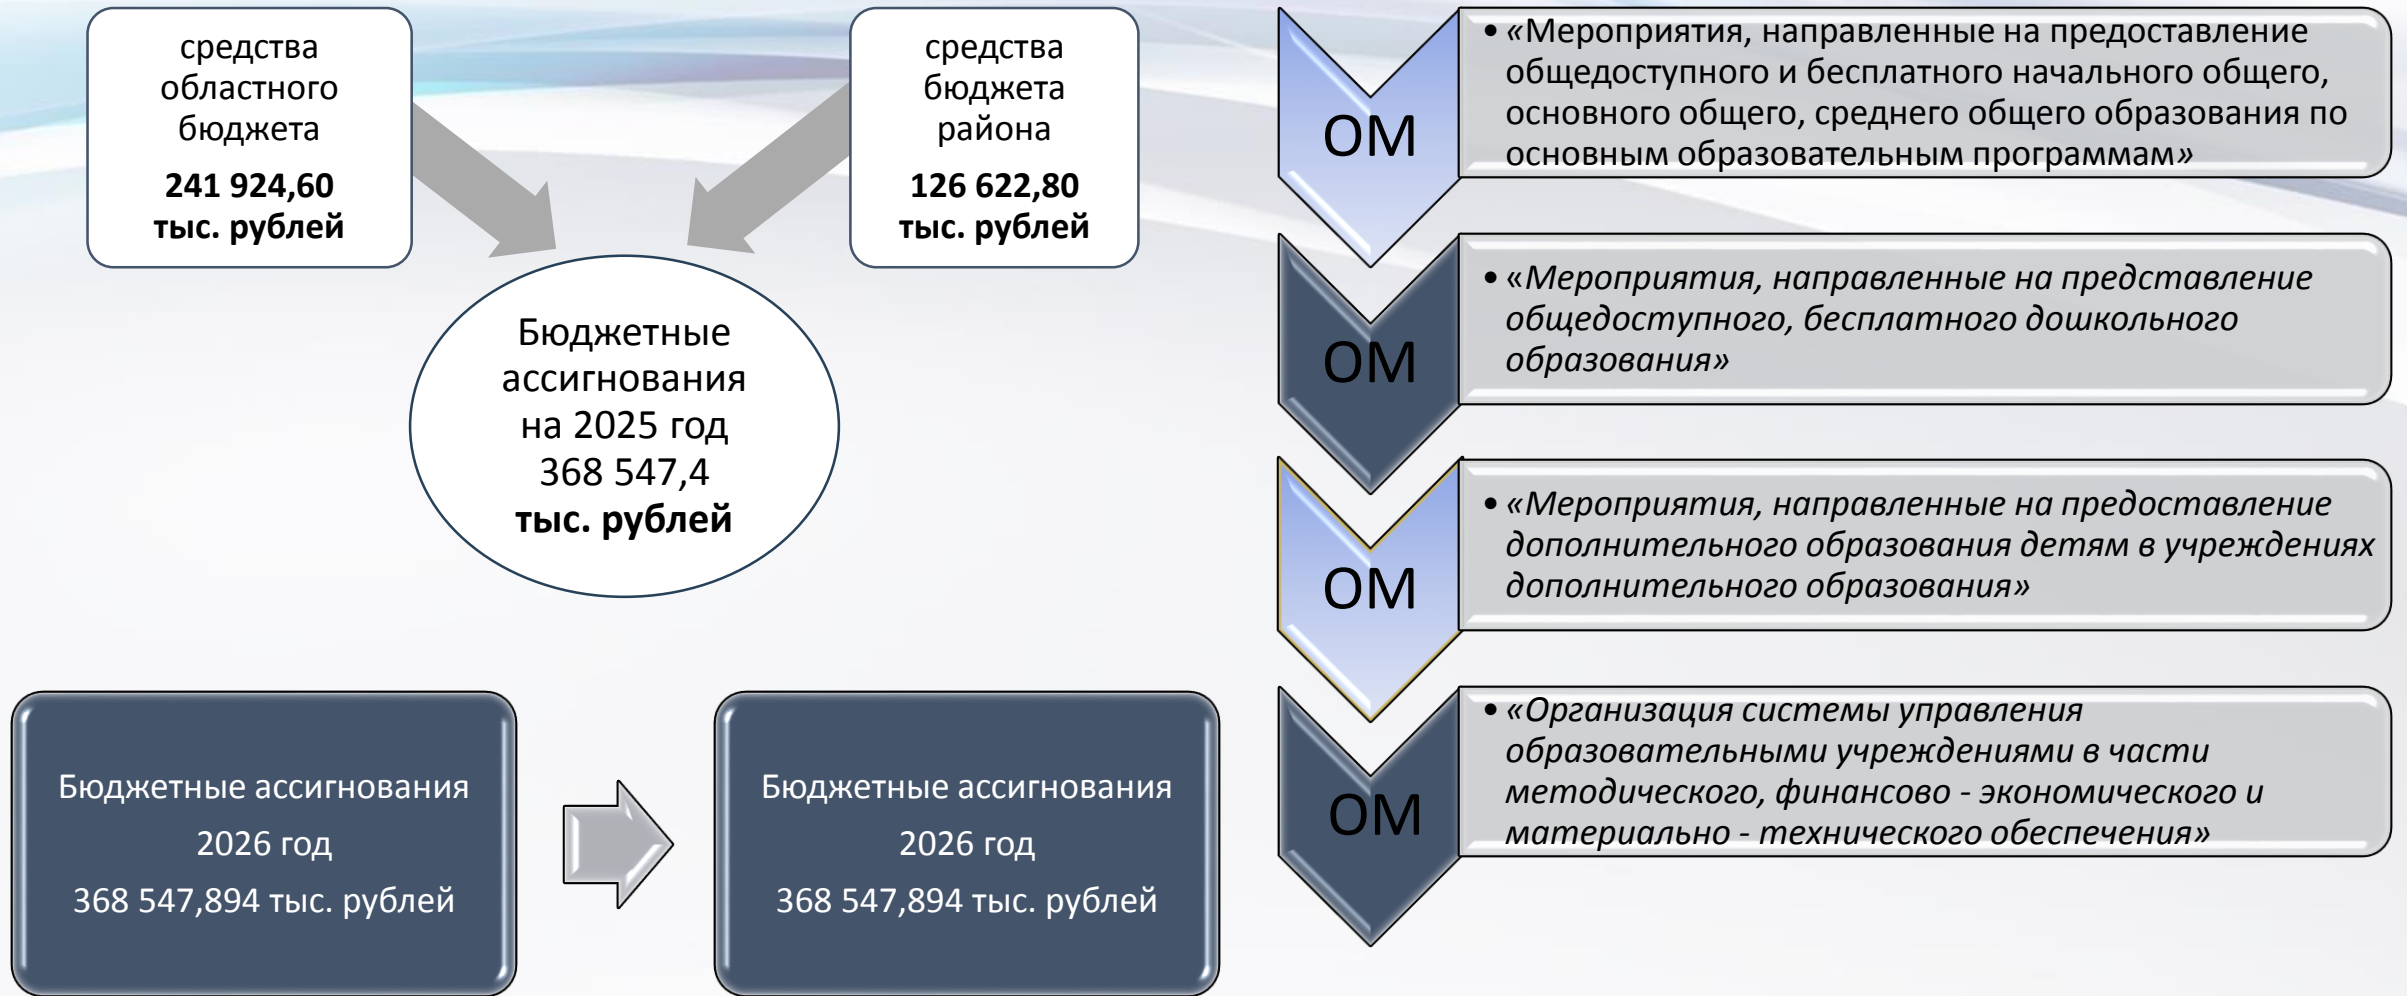 средства
областного
бюджета
241 924,60
тыс. рублей
средства
бюджета
района
126 622,80
тыс. рублей
Бюджетные
ассигнования
на 2025 год
368 547,4
тыс. рублей
Бюджетные ассигнования
2026 год
368 547,894 тыс. рублей
Бюджетные ассигнования
2026 год
368 547,894 тыс. рублей
ОМ
• «Мероприятия, направленные на предоставление
общедоступного и бесплатного начального общего,
основного общего, среднего общего образования по
основным образовательным программам»
ОМ
• «Мероприятия, направленные на представление
общедоступного, бесплатного дошкольного
образования»
ОМ
• «Мероприятия, направленные на предоставление
дополнительного образования детям в учреждениях
дополнительного образования»
ОМ
• «Организация системы управления
образовательными учреждениями в части
методического, финансово - экономического и
материально - технического обеспечения»